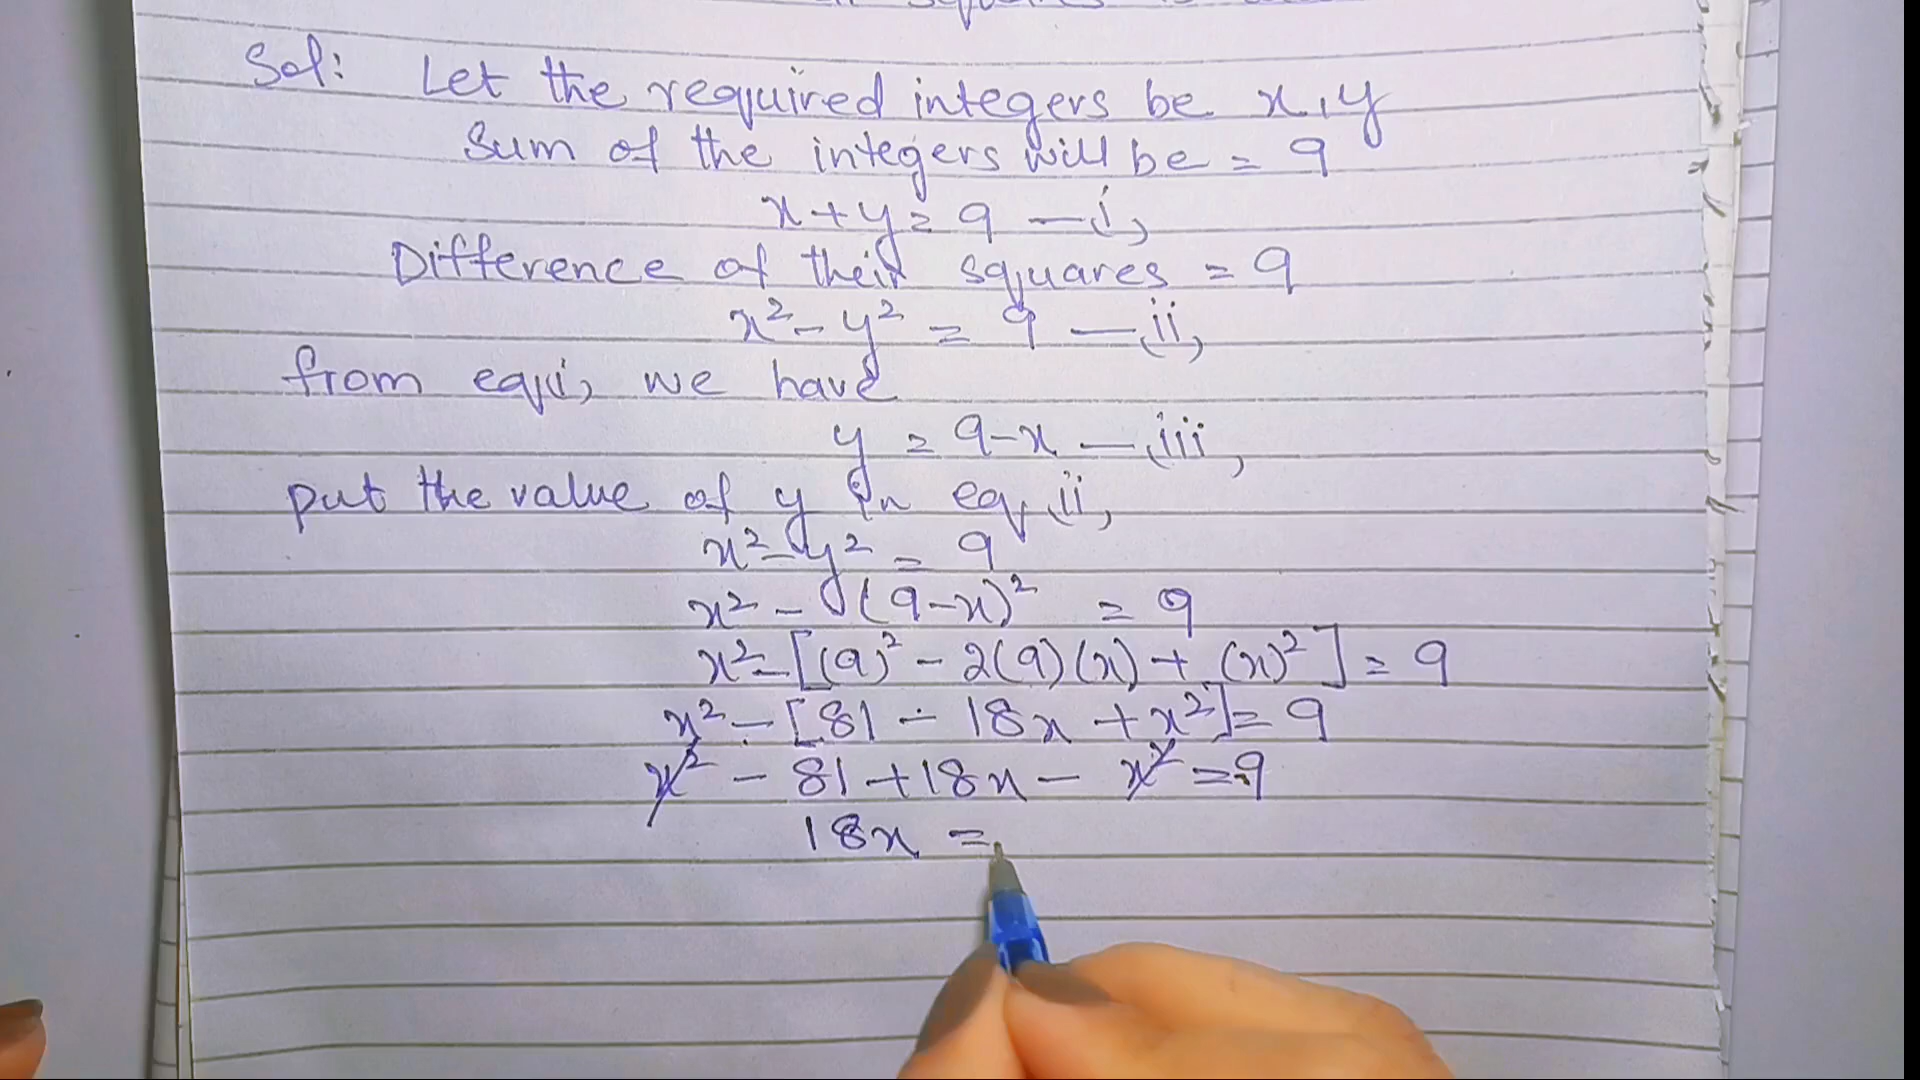 squares is
Sol: Let the required integers be x, y
Sum of the integers will be = 9
x + y = 9 — i,
Difference of their squares = 9
x² - y² = 9 — (ii)
from eq(i) we have
y = 9-x — (iii)
put the value of y in eq (ii)
x² - y² = 9
x² - (9-x)² = 9
x² - [(9)² - 2(9)(x) + (x)²] = 9
x² - [81 - 18x + x²] = 9
x² - 81 + 18x - x² = 9
18x =